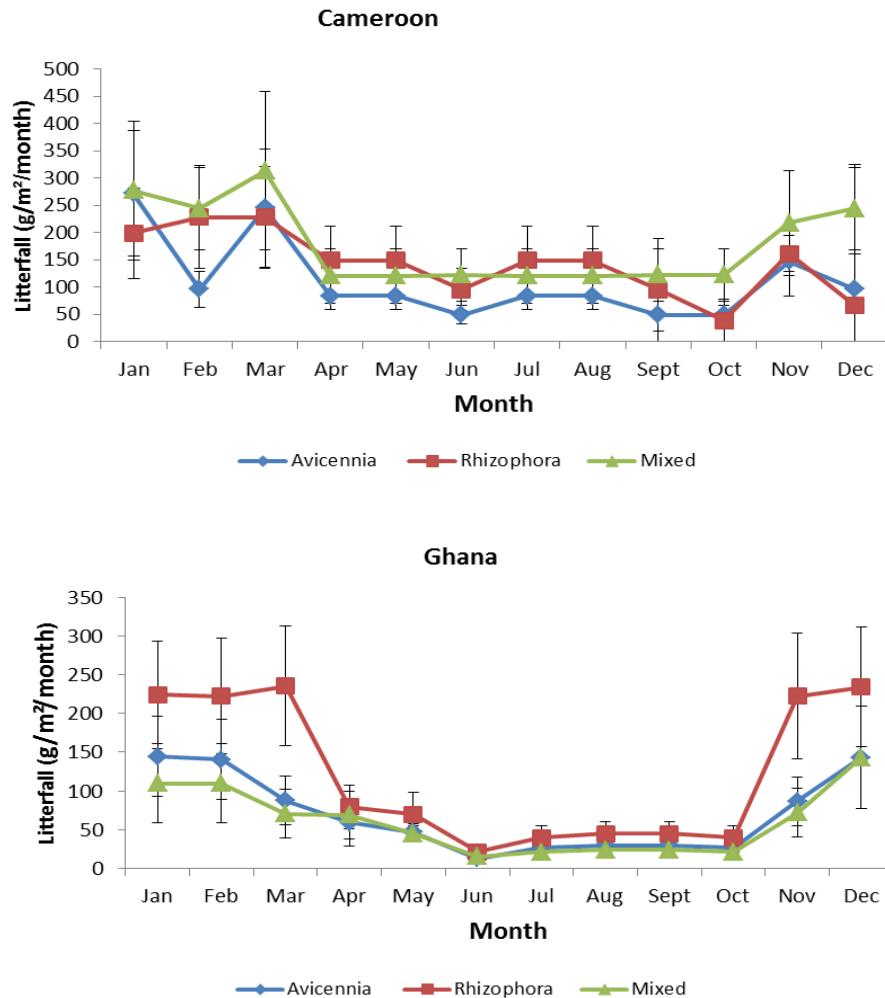 Cameroon
500
450
400
350
300
250
200
150
100
50
0
Litterfall (g/m²/month)
Jan Feb Mar Apr May Jun Jul Aug Sept Oct Nov Dec
Month
Avicennia Rhizophora Mixed
Ghana
350
300
250
200
150
100
50
0
Litterfall (g/m²/month)
Jan Feb Mar Apr May Jun Jul Aug Sept Oct Nov Dec
Month
Avicennia Rhizophora Mixed